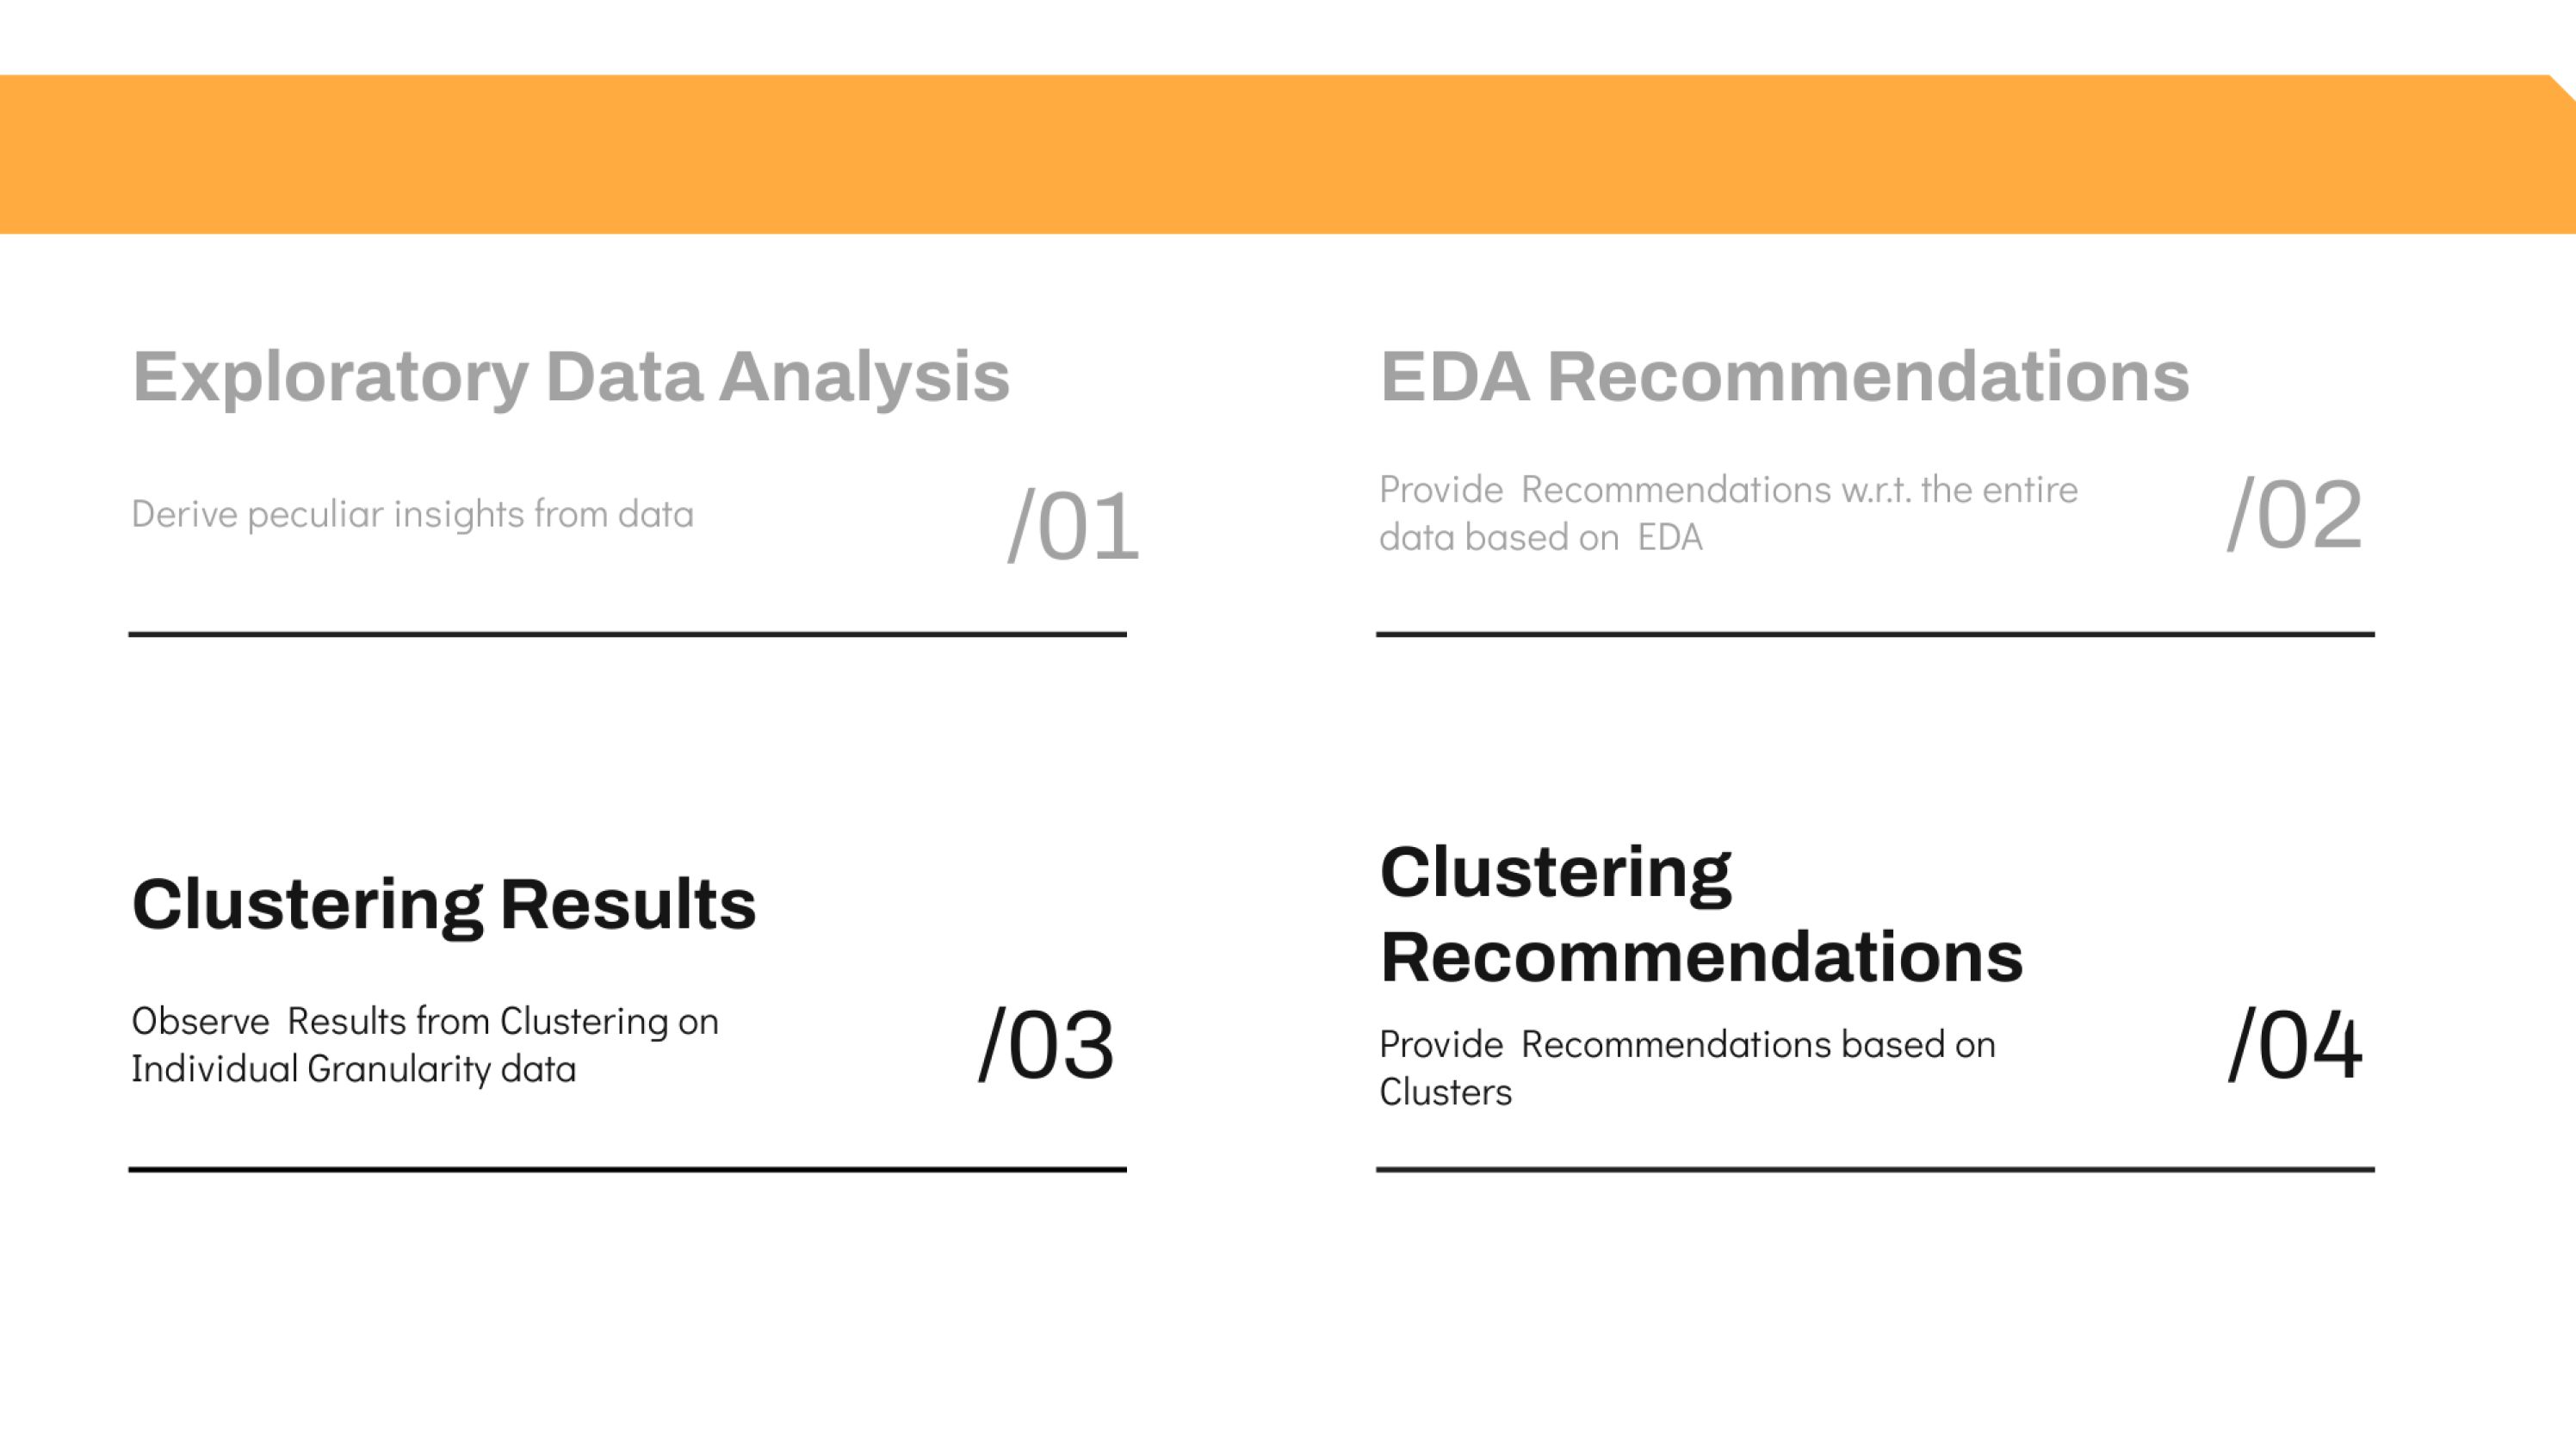 Exploratory Data Analysis
Derive peculiar insights from data
/01
EDA Recommendations
Provide  Recommendations w.r.t. the entire
data based on  EDA
/02
Clustering Results
Observe  Results from Clustering on
Individual Granularity data
/03
Clustering
Recommendations
Provide  Recommendations based on
Clusters
/04